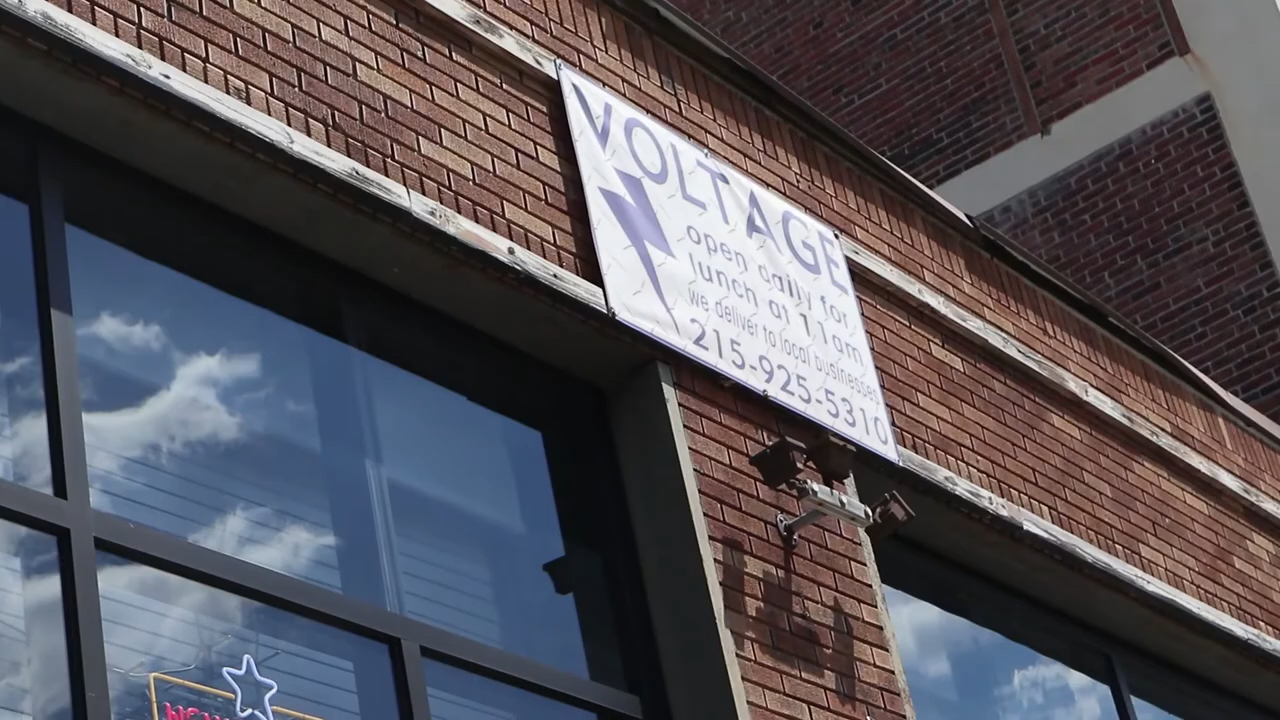 VOLTAGE
open daily for
lunch at 11am
we deliver to local businesses
215-925-5310